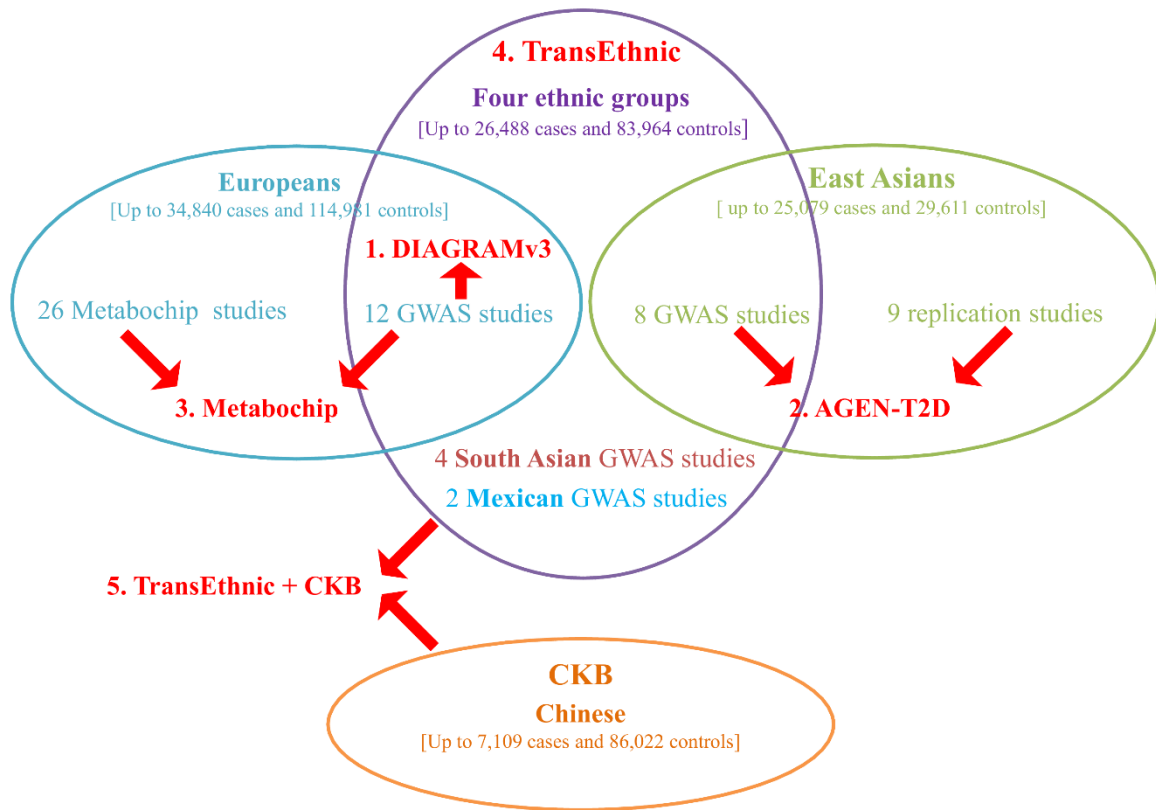 4. TransEthnic
Four ethnic groups
[Up to 26,488 cases and 83,964 controls]
Europeans
[Up to 34,840 cases and 114,981 controls]
East Asians
[ up to 25,079 cases and 29,611 controls]
1. DIAGRAMv3
26 Metabochip studies
12 GWAS studies
8 GWAS studies
9 replication studies
3. Metabochip
2. AGEN-T2D
4 South Asian GWAS studies
2 Mexican GWAS studies
5. TransEthnic + CKB
CKB
Chinese
[Up to 7,109 cases and 86,022 controls]